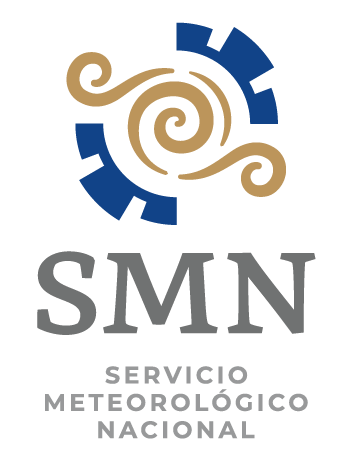 SMN
SERVICIO
METEOROLÓGICO
NACIONAL